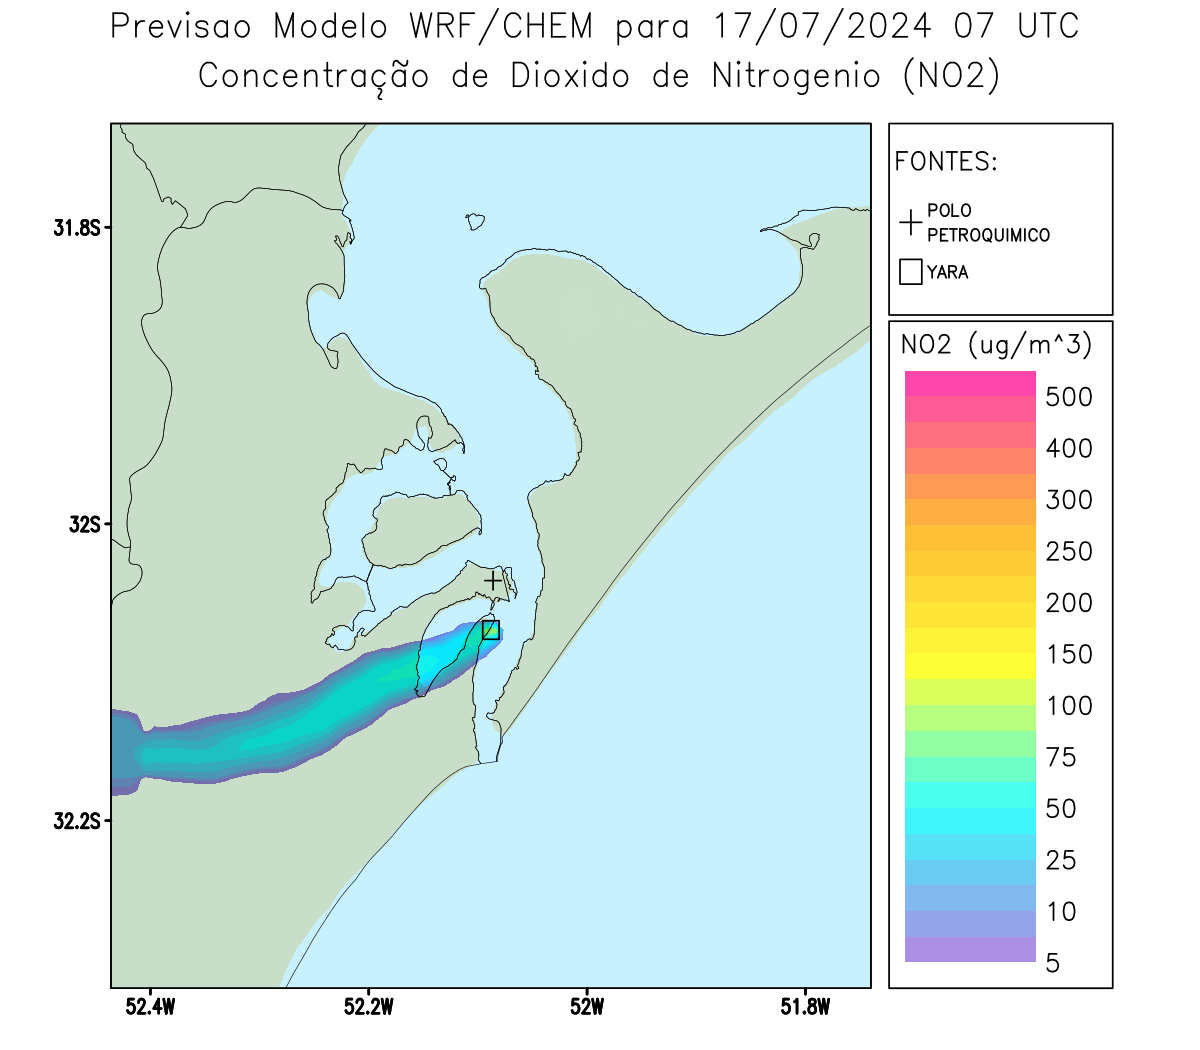 Previsao Modelo WRF/CHEM para 17/07/2024 07 UTC
Concentração de Dioxido de Nitrogenio (NO2)
FONTES:
POLO
PETROQUIMICO
YARA
NO2 (ug/m^3)
500
400
300
250
200
150
100
75
50
25
10
5
31.8S
32S
32.2S
52.4W
52.2W
52W
51.8W